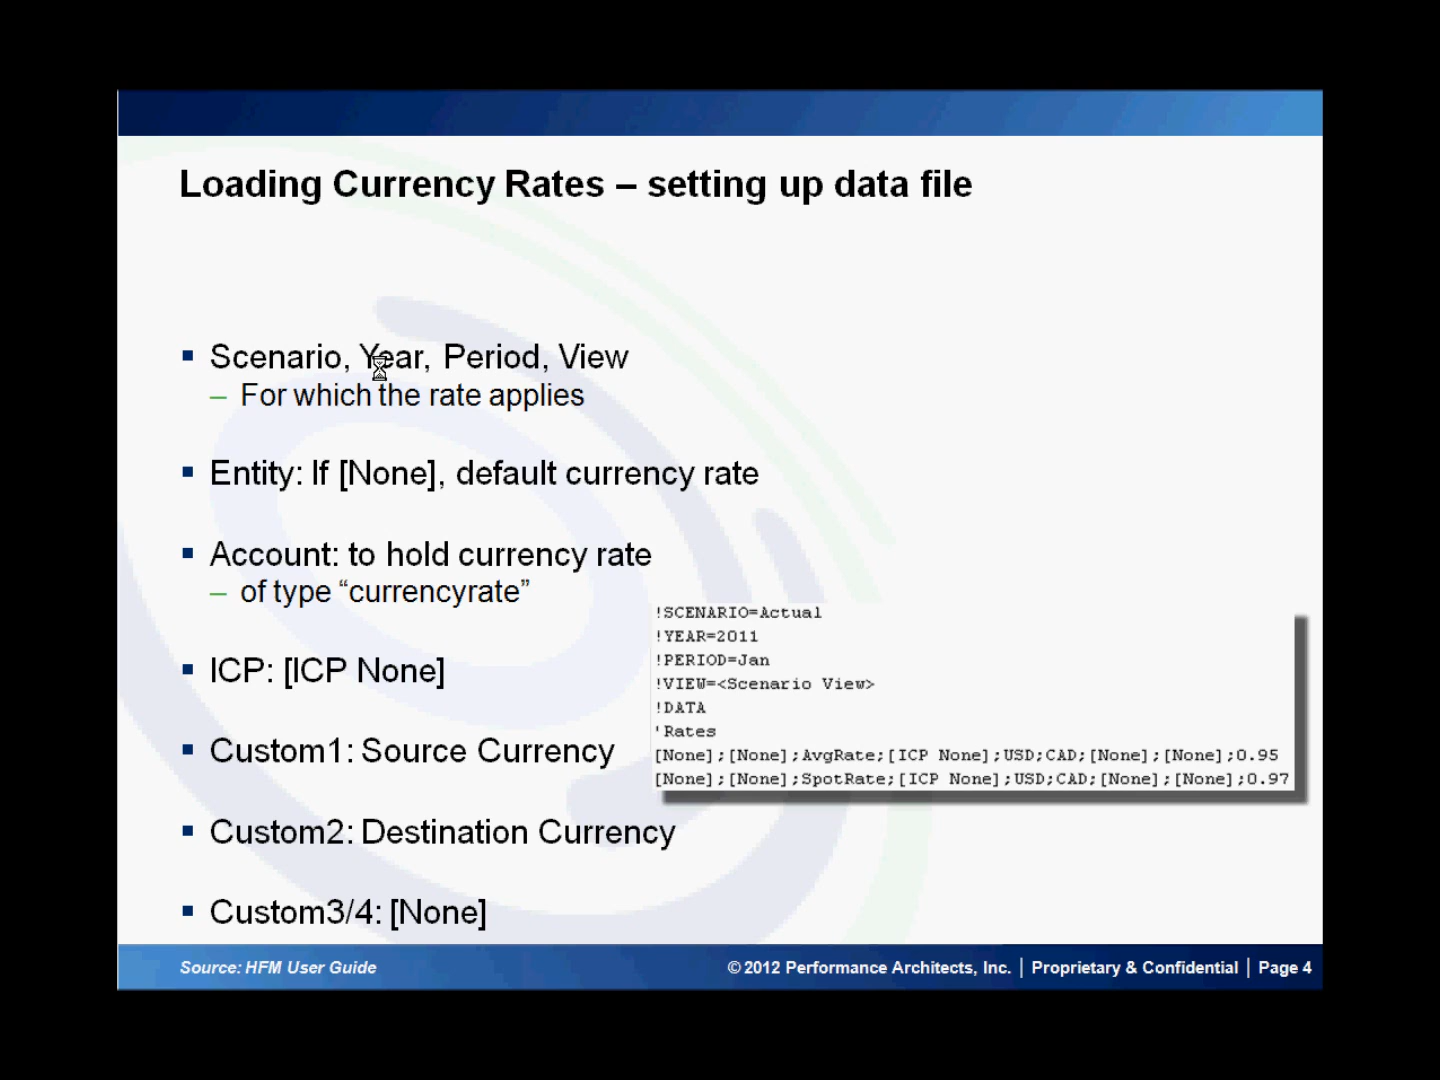 Loading Currency Rates – setting up data file
▪ Scenario, Year, Period, View
– For which the rate applies
▪ Entity: If [None], default currency rate
▪ Account: to hold currency rate
– of type “currencyrate”
▪ ICP: [ICP None]
▪ Custom1: Source Currency
▪ Custom2: Destination Currency
▪ Custom3/4: [None]
!SCENARIO=Actual
!YEAR=2011
!PERIOD=Jan
!VIEW=<Scenario View>
!DATA
'Rates
[None];[None];AvgRate;[ICP None];USD;CAD;[None];[None];0.95
[None];[None];SpotRate;[ICP None];USD;CAD;[None];[None];0.97
Source: HFM User Guide
© 2012 Performance Architects, Inc. | Proprietary & Confidential | Page 4